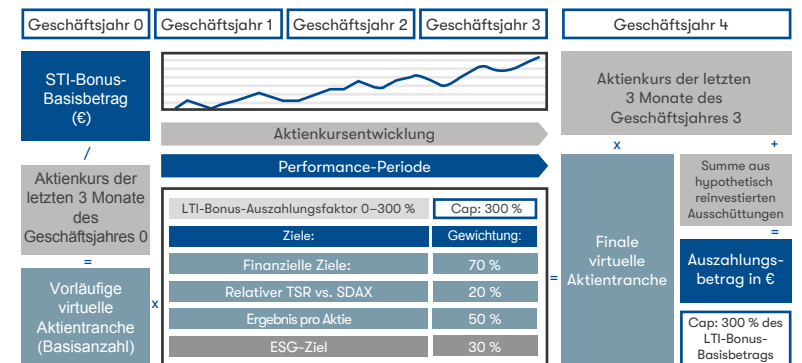 Geschäftsjahr 0
Geschäftsjahr 1
Geschäftsjahr 2
Geschäftsjahr 3
Geschäftsjahr 4
STI-Bonus-
Basisbetrag
(€)
/
Aktienkurs der
letzten 3 Monate
des
Geschäftsjahres 0
=
Vorläufige
virtuelle
Aktientranche
(Basisanzahl)
x
Aktienkursentwicklung
Performance-Periode
LTI-Bonus-Auszahlungsfaktor 0–300 % Cap: 300 %
Ziele: Gewichtung:
Finanzielle Ziele: 70 %
Relativer TSR vs. SDAX 20 %
Ergebnis pro Aktie 50 %
ESG-Ziel 30 %
=
Aktienkurs der letzten
3 Monate des
Geschäftsjahres 3
x
Finale
virtuelle
Aktientranche
+
Summe aus
hypothetisch
reinvestierten
Ausschüttungen
=
Auszahlungs-
betrag in €
Cap: 300 % des
LTI-Bonus-
Basisbetrags